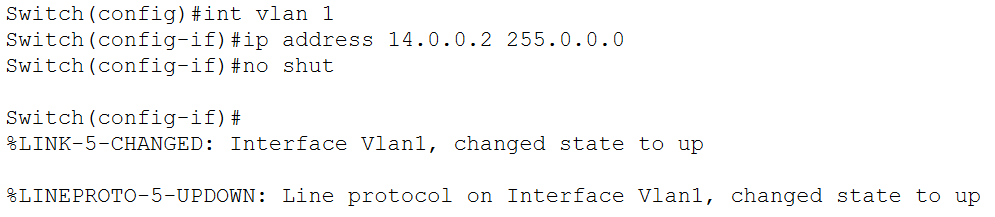 Switch(config)#int vlan 1
Switch(config-if)#ip address 14.0.0.2 255.0.0.0
Switch(config-if)#no shut
Switch(config-if)#
%LINK-5-CHANGED: Interface Vlan1, changed state to up
%LINEPROTO-5-UPDOWN: Line protocol on Interface Vlan1, changed state to up